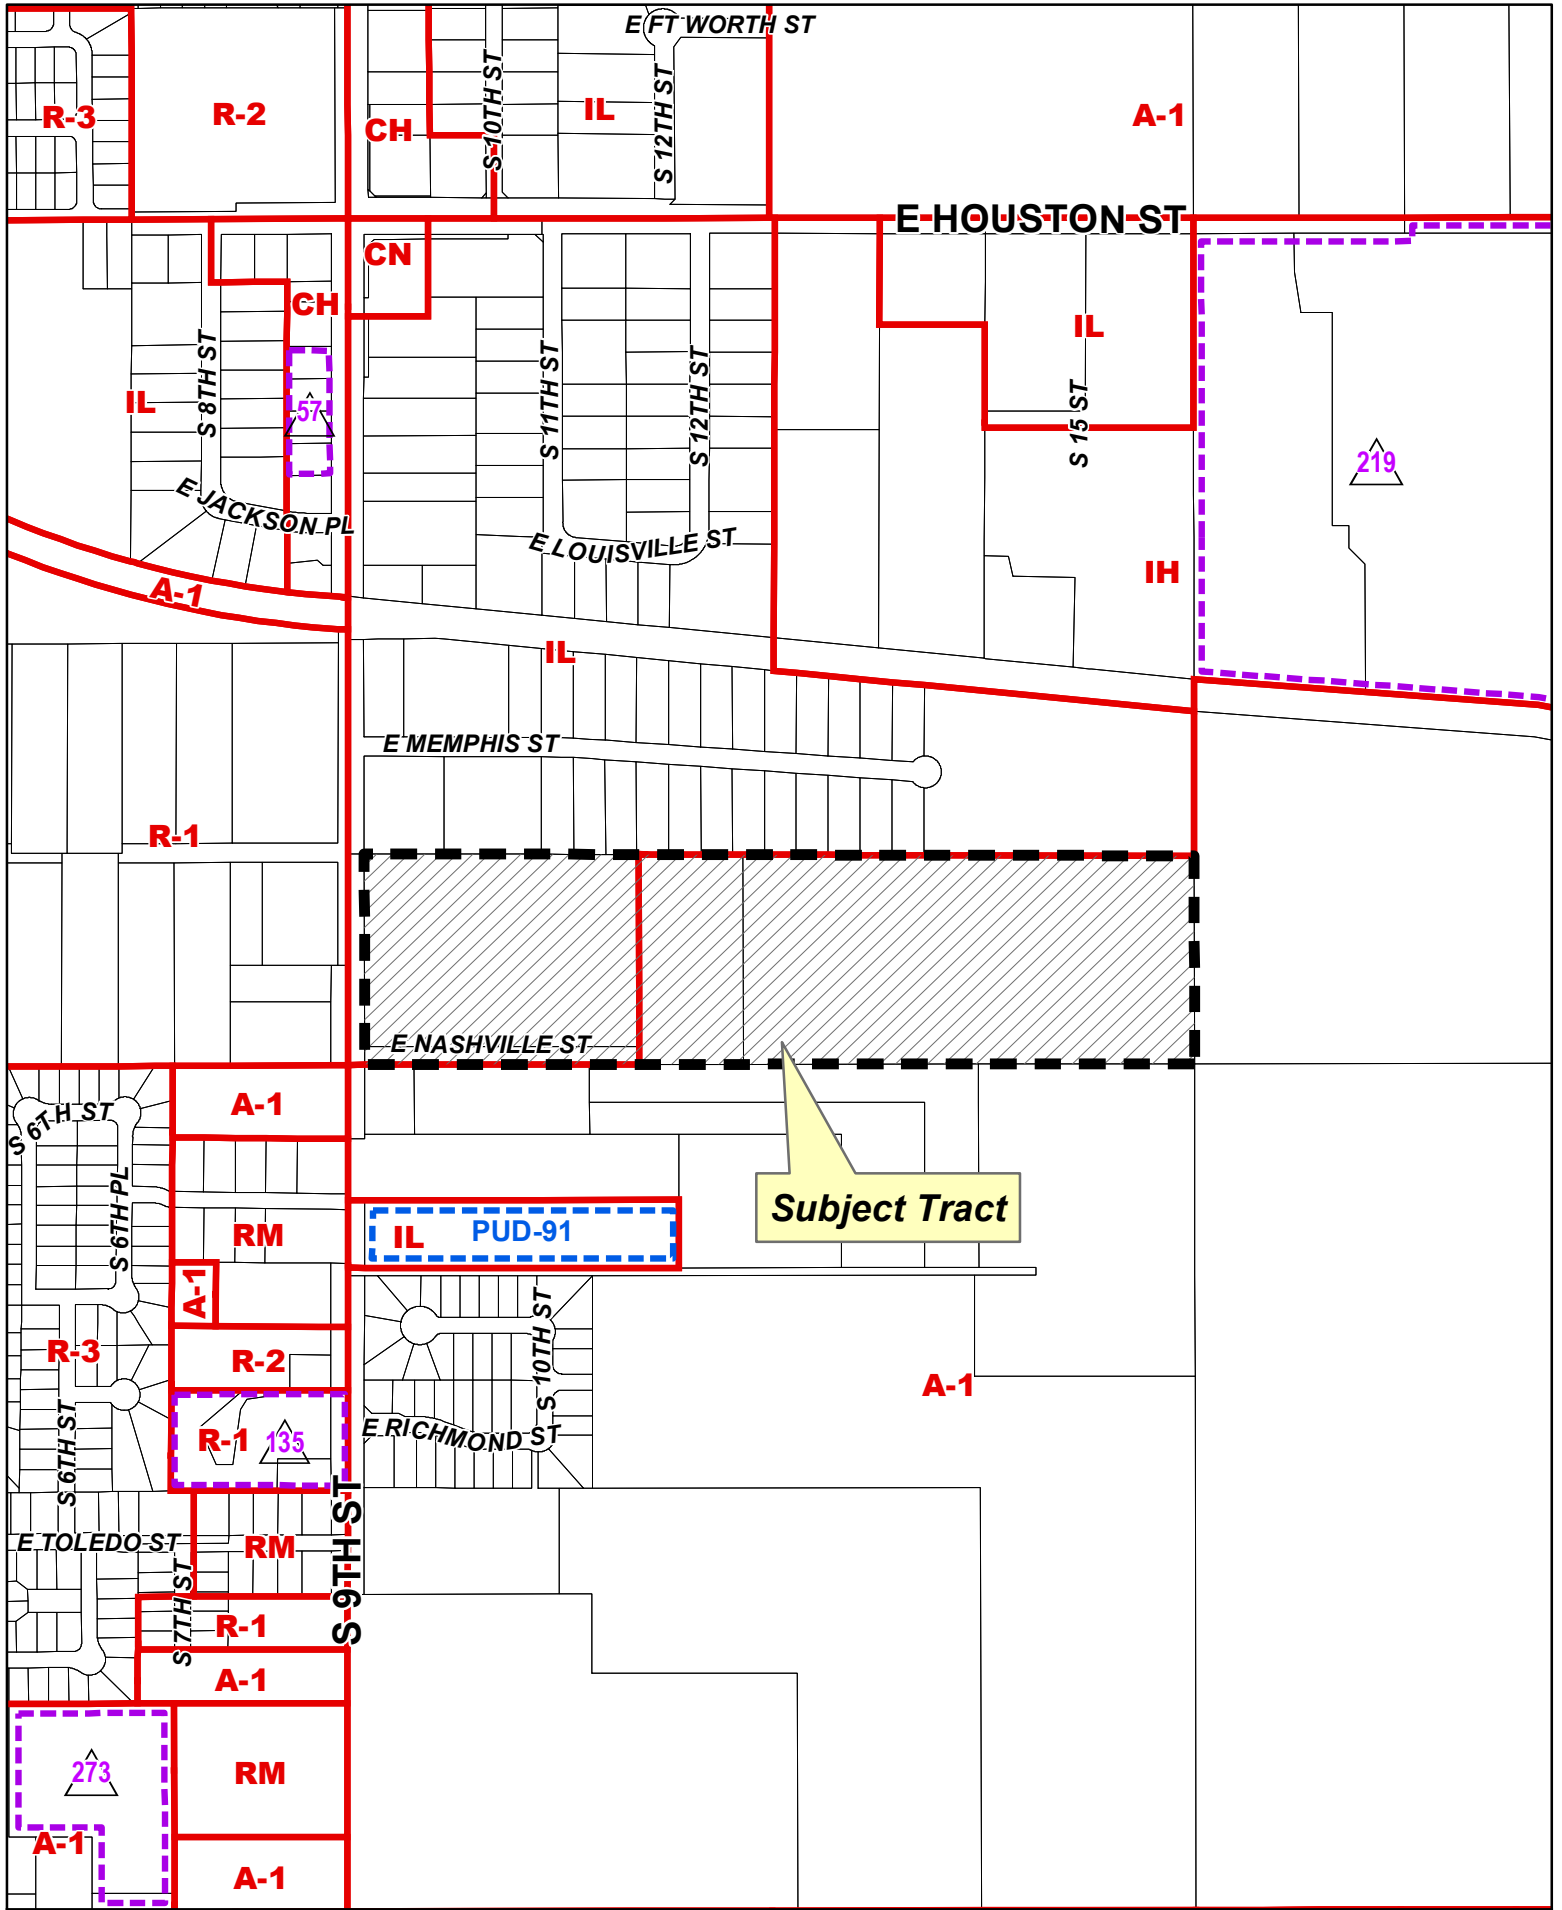 E FT WORTH ST
R-3
R-2
CH
S 10TH ST
IL
S 12TH ST
A-1
E HOUSTON ST
CN
CH
S 8TH ST
IL
57
S 11TH ST
S 12TH ST
IL
S 15 ST
219
E JACKSON PL
E LOUISVILLE ST
A-1
IH
IL
E MEMPHIS ST
R-1
E NASHVILLE ST
S 6TH ST
A-1
S 6TH PL
RM
IL
PUD-91
Subject Tract
A-1
R-3
R-2
S 10TH ST
A-1
S 6TH ST
R-1
135
E RICHMOND ST
E TOLEDO ST
RM
S 9TH ST
S 7TH ST
R-1
A-1
273
RM
A-1
A-1